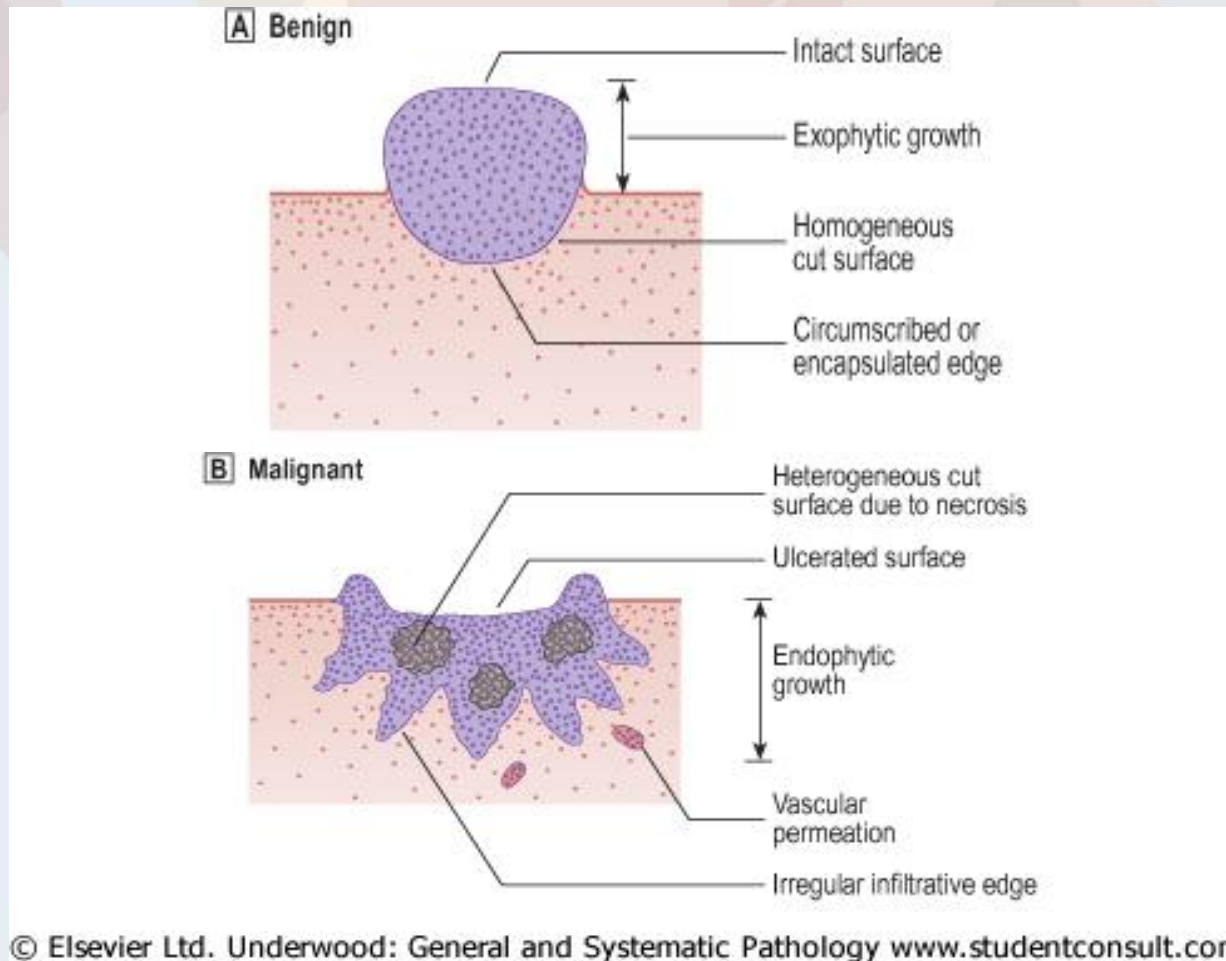 A Benign
Intact surface
Exophytic growth
Homogeneous
cut surface
Circumscribed or
encapsulated edge
B Malignant
Heterogeneous cut
surface due to necrosis
Ulcerated surface
Endophytic
growth
Vascular
permeation
Irregular infiltrative edge
© Elsevier Ltd. Underwood: General and Systematic Pathology www.studentconsult.com